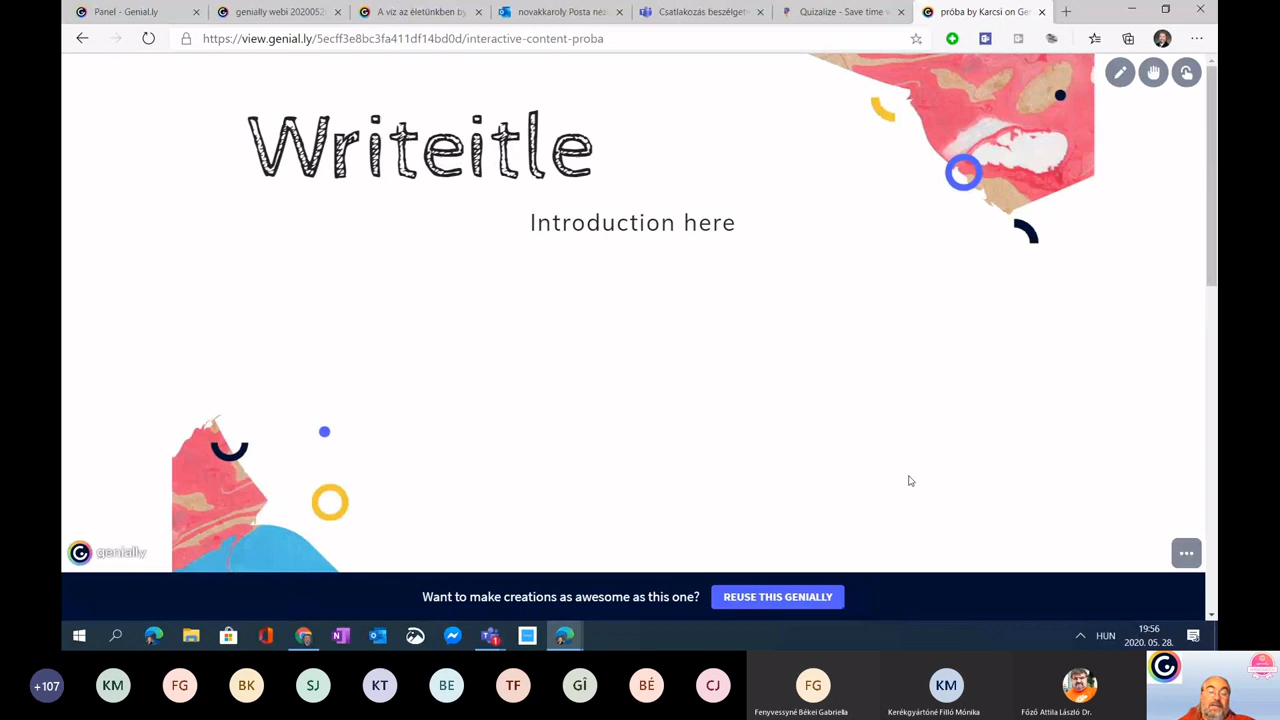 Panel - Genial.ly
genially webi 2020052
A víz az életünkben by
novakkaroly Posta néz
Csatlakozás beszélget
Quizalize - Save time v
próba by Karcsi on Ger
https://view.genial.ly/5ecff3e8bc3fa411df14bd0d/interactive-content-proba
Writeitle
Introduction here
genially
Want to make creations as awesome as this one?
REUSE THIS GENIALLY
HUN
19:56
2020. 05. 28.
+107
KM
FG
BK
SJ
KT
BE
TF
GÎ
BÉ
CJ
FG
KM
Fenyvessyné Békei Gabriella
Kerékgyártóné Filló Mónika
Főző Attila László Dr.